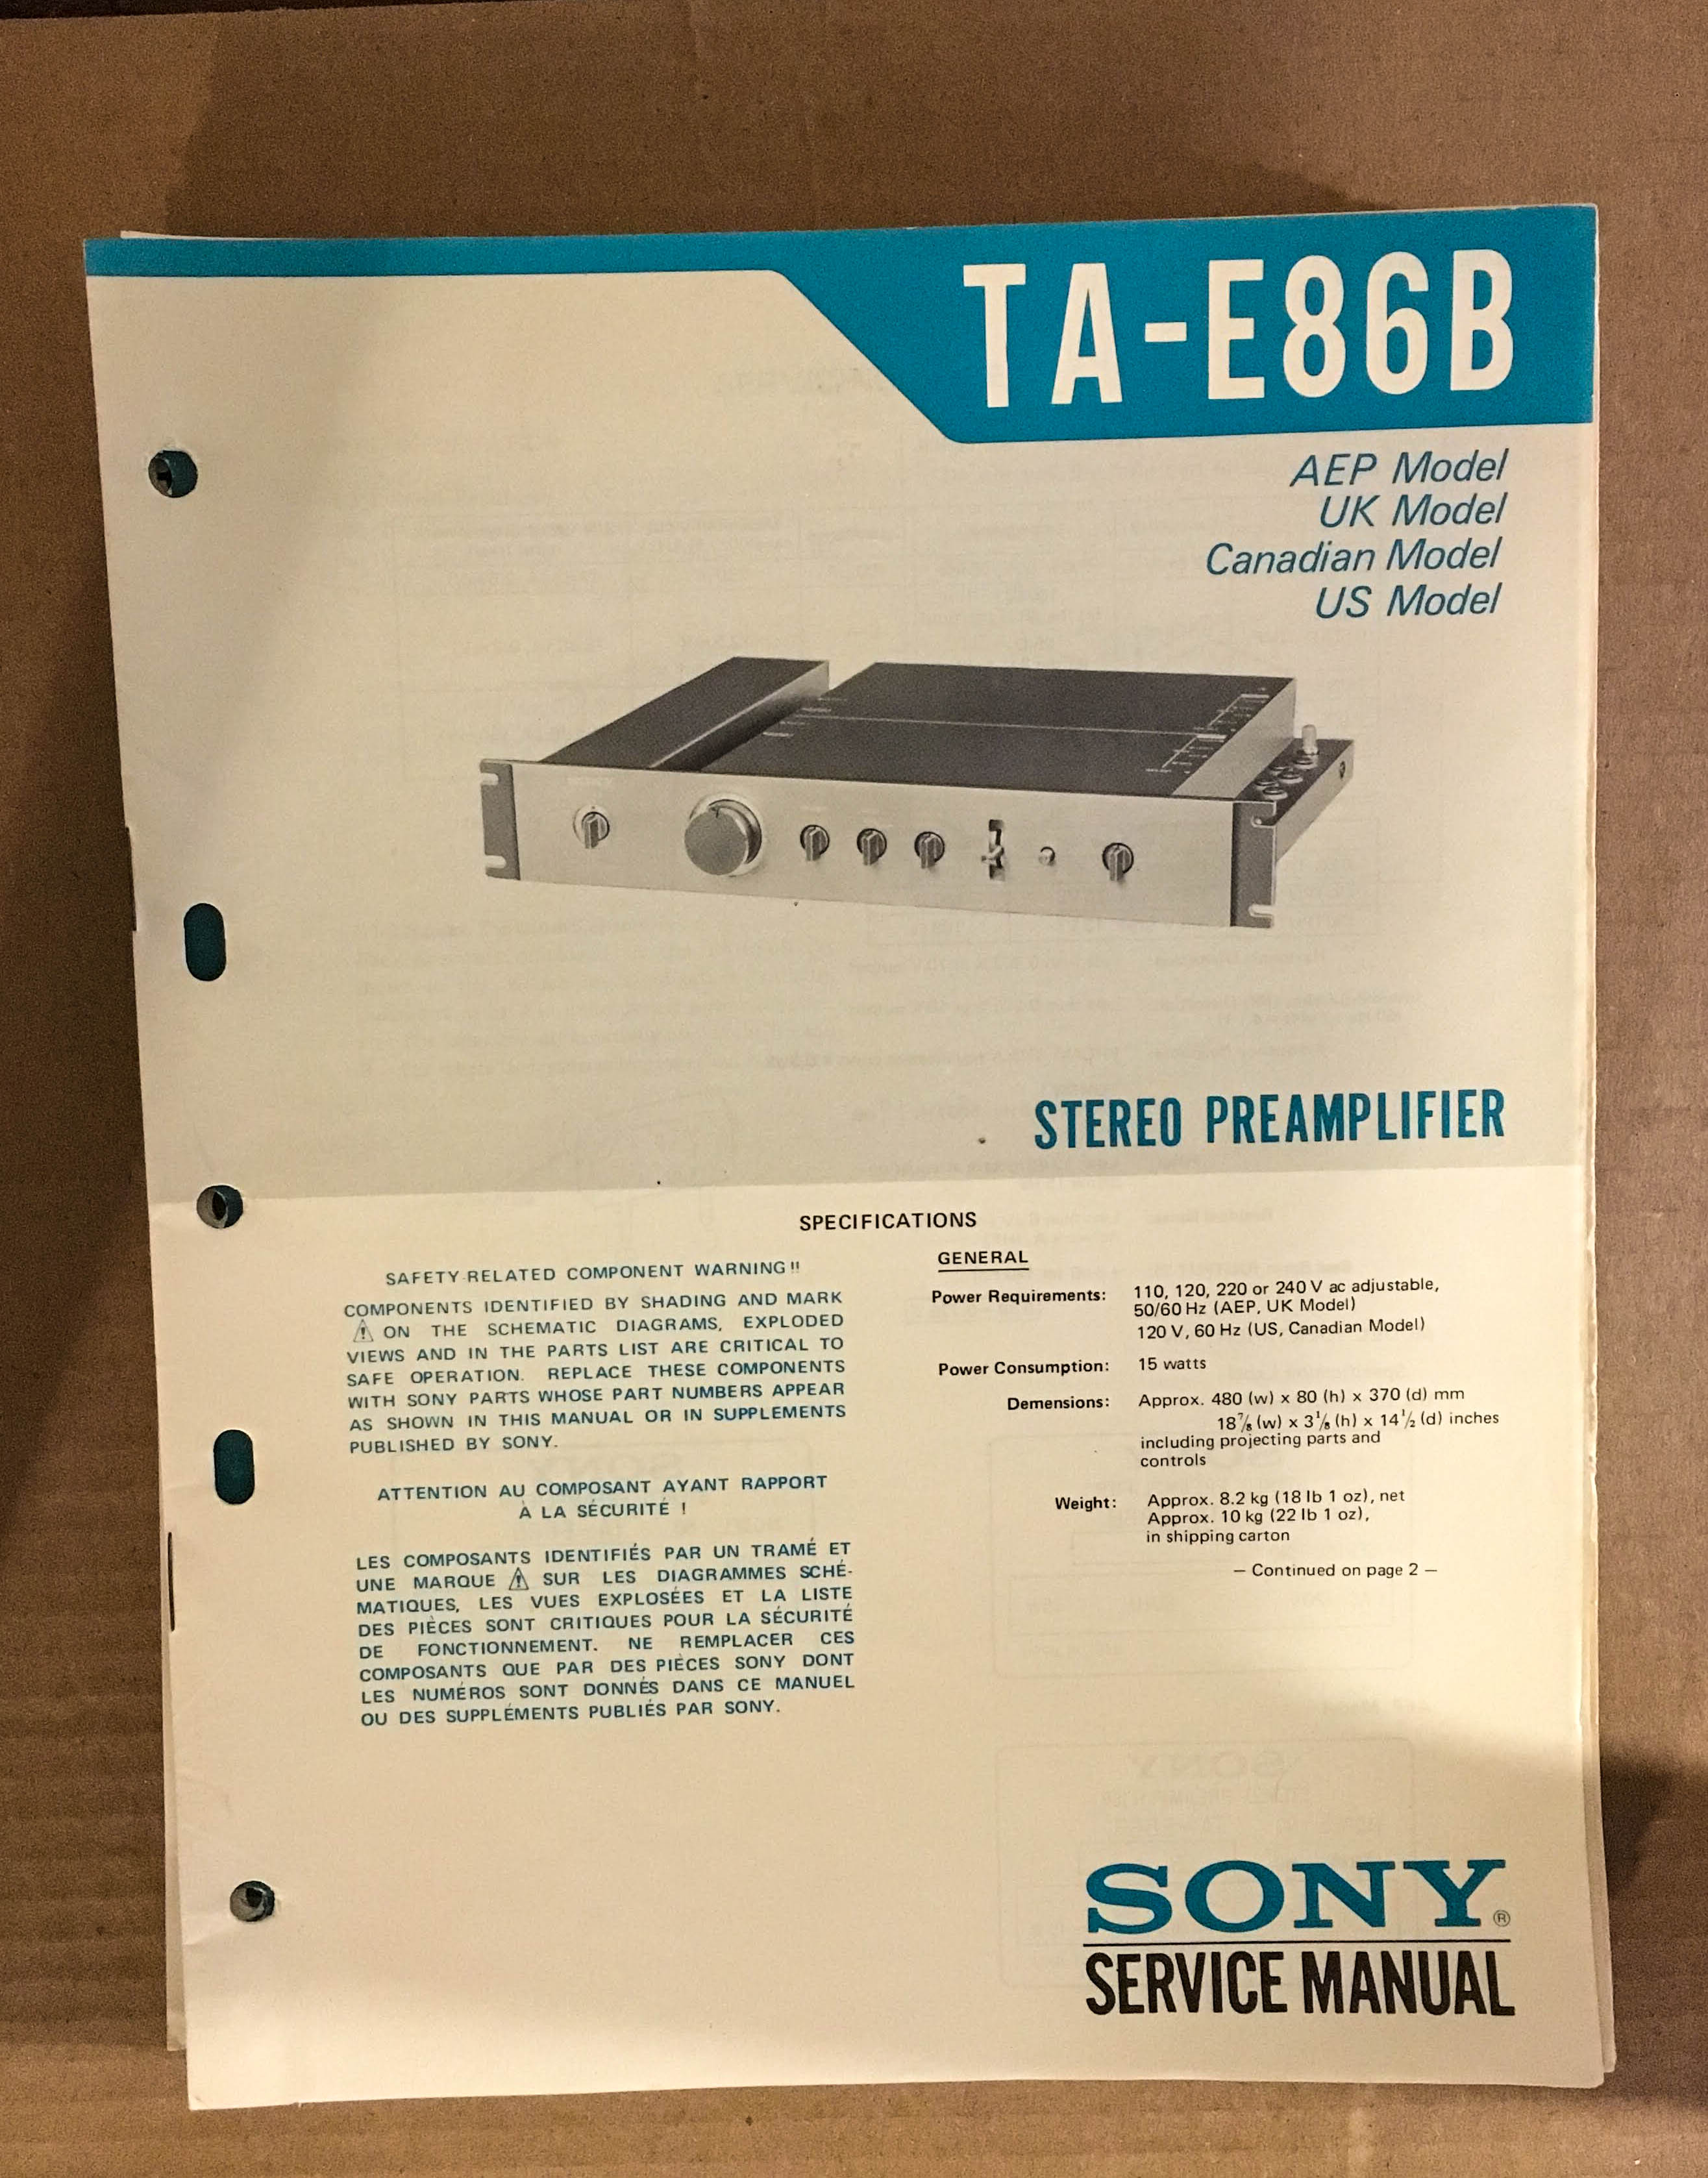 TA-E86B
AEP Model
UK Model
Canadian Model
US Model
STEREO PREAMPLIFIER
SPECIFICATIONS
SAFETY-RELATED COMPONENT WARNING!!
COMPONENTS IDENTIFIED BY SHADING AND MARK
⚠ ON THE SCHEMATIC DIAGRAMS, EXPLODED
VIEWS AND IN THE PARTS LIST ARE CRITICAL TO
SAFE OPERATION. REPLACE THESE COMPONENTS
WITH SONY PARTS WHOSE PART NUMBERS APPEAR
AS SHOWN IN THIS MANUAL OR IN SUPPLEMENTS
PUBLISHED BY SONY.
ATTENTION AU COMPOSANT AYANT RAPPORT
À LA SÉCURITÉ !
LES COMPOSANTS IDENTIFIÉS PAR UN TRAMÉ ET
UNE MARQUE ⚠ SUR LES DIAGRAMMES SCHÉ-
MATIQUES, LES VUES EXPLOSÉES ET LA LISTE
DES PIÈCES SONT CRITIQUES POUR LA SÉCURITÉ
DE FONCTIONNEMENT. NE REMPLACER CES
COMPOSANTS QUE PAR DES PIÈCES SONY DONT
LES NUMÉROS SONT DONNÉS DANS CE MANUEL
OU DES SUPPLÉMENTS PUBLIÉS PAR SONY.
GENERAL
Power Requirements: 110, 120, 220 or 240 V ac adjustable,
50/60 Hz (AEP, UK Model)
120 V, 60 Hz (US, Canadian Model)
Power Consumption: 15 watts
Demensions: Approx. 480 (w) x 80 (h) x 370 (d) mm
18⅞ (w) x 3⅛ (h) x 14½ (d) inches
including projecting parts and
controls
Weight: Approx. 8.2 kg (18 lb 1 oz), net
Approx. 10 kg (22 lb 1 oz),
in shipping carton
— Continued on page 2 —
SONY®
SERVICE MANUAL